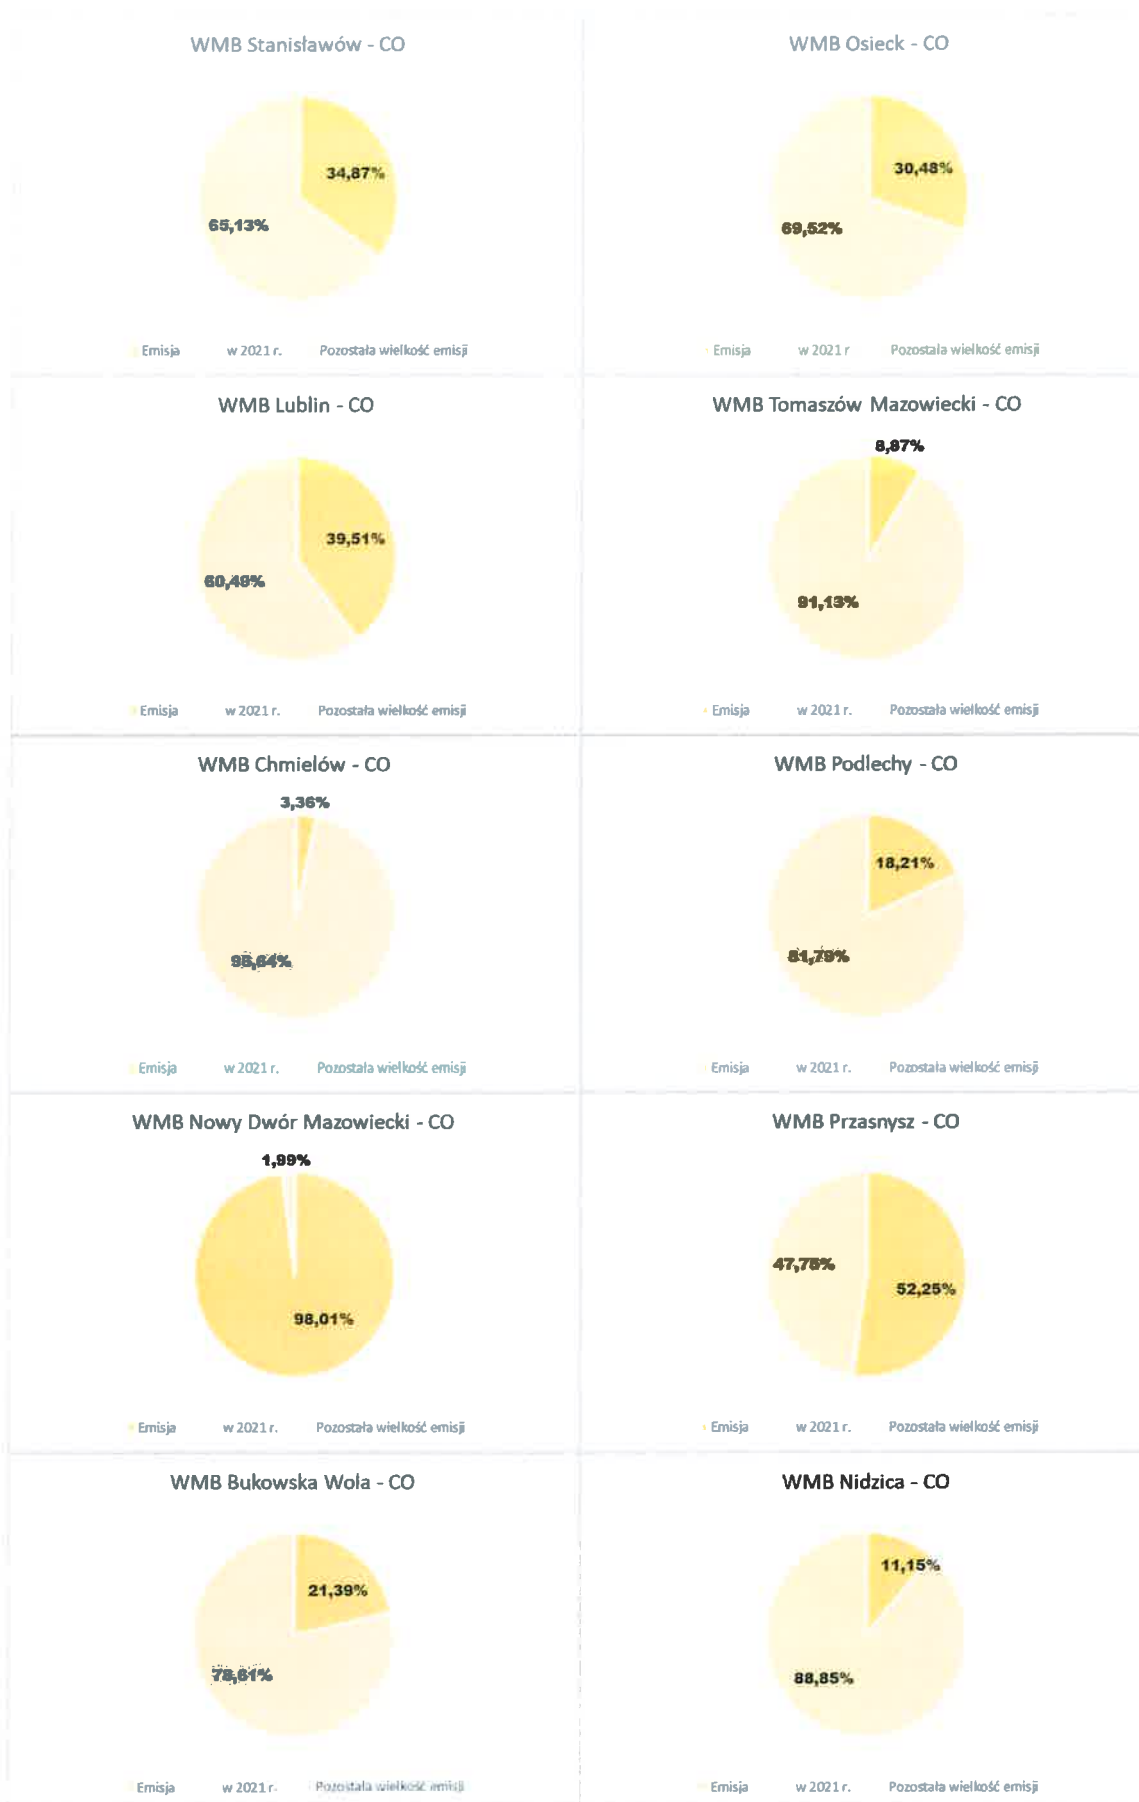 WMB Stanisławów - CO
34,87%
65,13%
Emisja w 2021 r. Pozostała wielkość emisji
WMB Osieck - CO
30,48%
69,52%
Emisja w 2021 r Pozostała wielkość emisji
WMB Lublin - CO
39,51%
60,49%
Emisja w 2021 r. Pozostała wielkość emisji
WMB Tomaszów Mazowiecki - CO
8,87%
91,13%
Emisja w 2021 r. Pozostała wielkość emisji
WMB Chmielów - CO
3,36%
96,64%
Emisja w 2021 r. Pozostała wielkość emisji
WMB Podlechy - CO
18,21%
81,79%
Emisja w 2021 r. Pozostała wielkość emisji
WMB Nowy Dwór Mazowiecki - CO
1,99%
98,01%
Emisja w 2021 r. Pozostała wielkość emisji
WMB Przasnysz - CO
47,75%
52,25%
Emisja w 2021 r. Pozostała wielkość emisji
WMB Bukowska Wola - CO
21,39%
78,61%
Emisja w 2021 r. Pozostała wielkość emisji
WMB Nidzica - CO
11,15%
88,85%
Emisja w 2021 r. Pozostała wielkość emisji